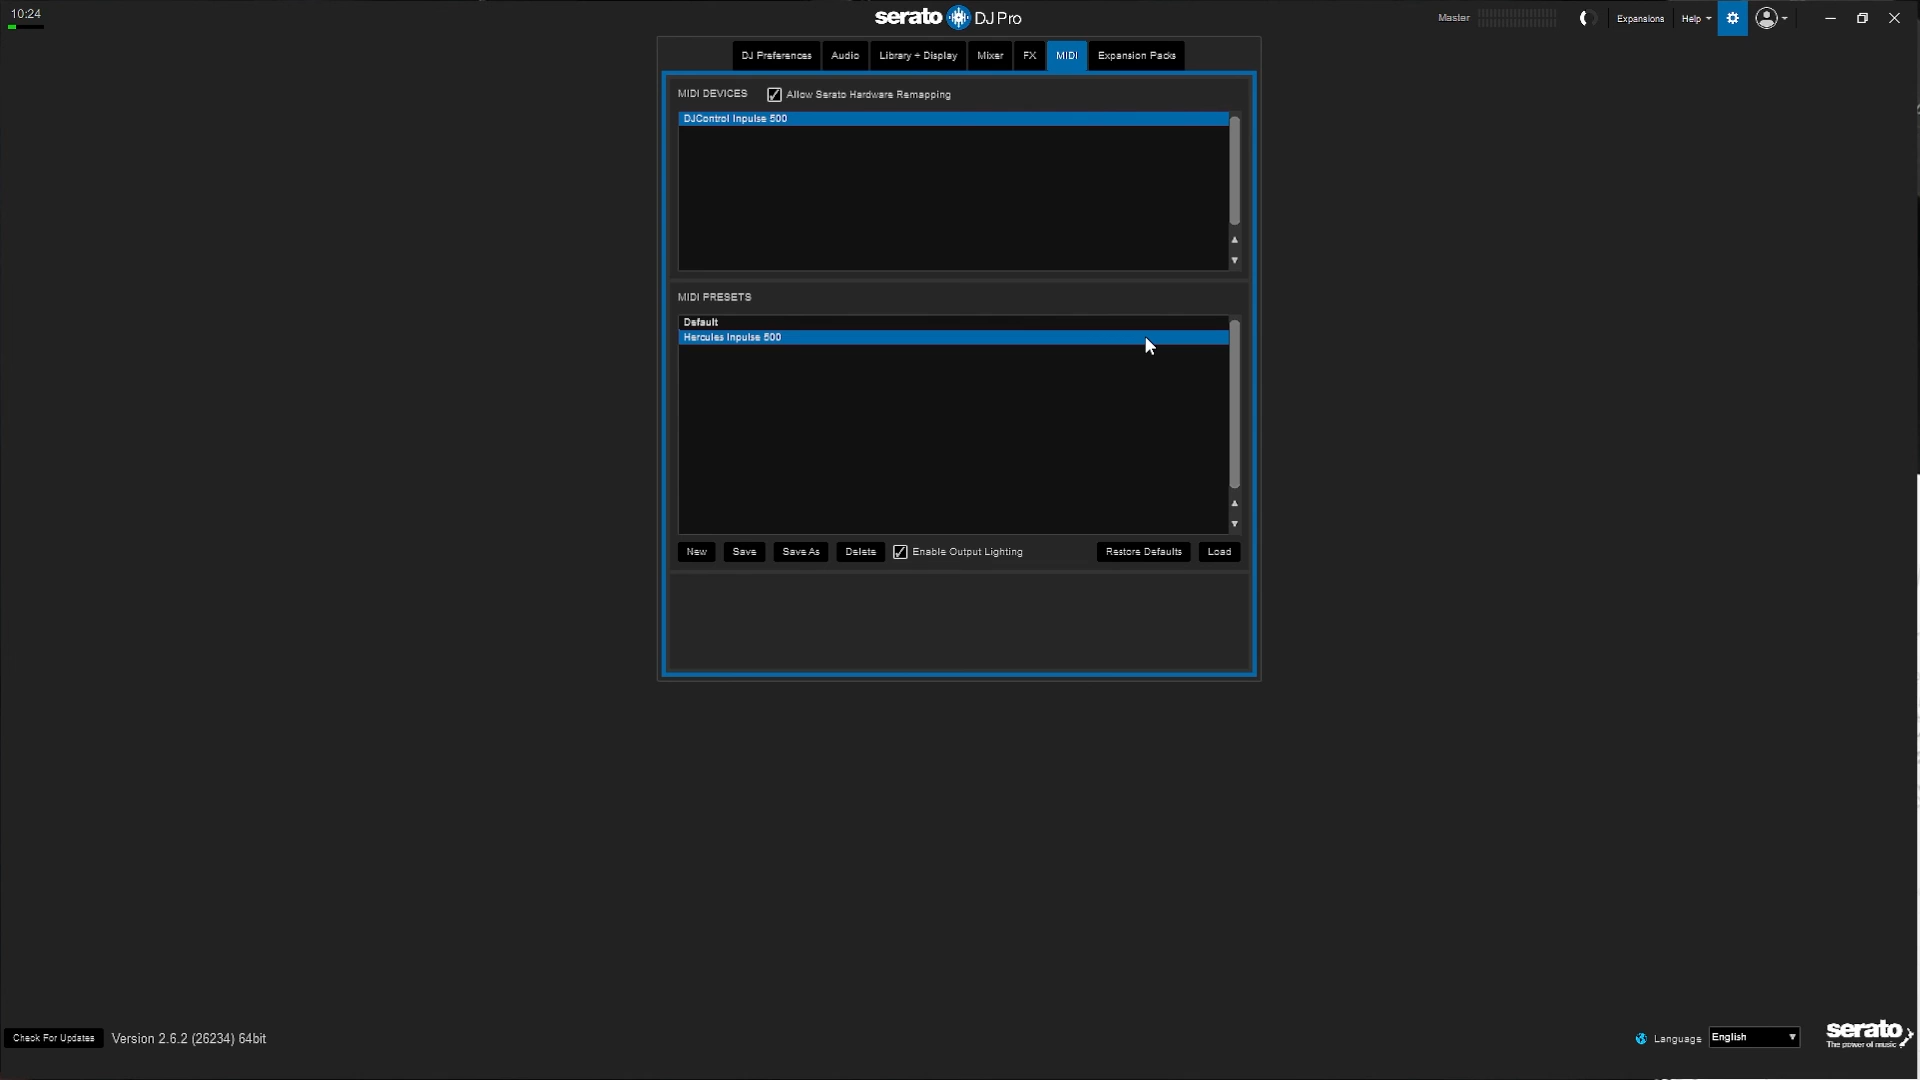 10:24
serato DJ Pro
Master
Expansions
Help
DJ Preferences
Audio
Library + Display
Mixer
FX
MIDI
Expansion Packs
MIDI DEVICES
Allow Serato Hardware Remapping
DJControl Inpulse 500
MIDI PRESETS
Default
Hercules Inpulse 500
New
Save
Save As
Delete
Enable Output Lighting
Restore Defaults
Load
Check For Updates
Version 2.6.2 (26234) 64bit
Language
English
serato
The power of music